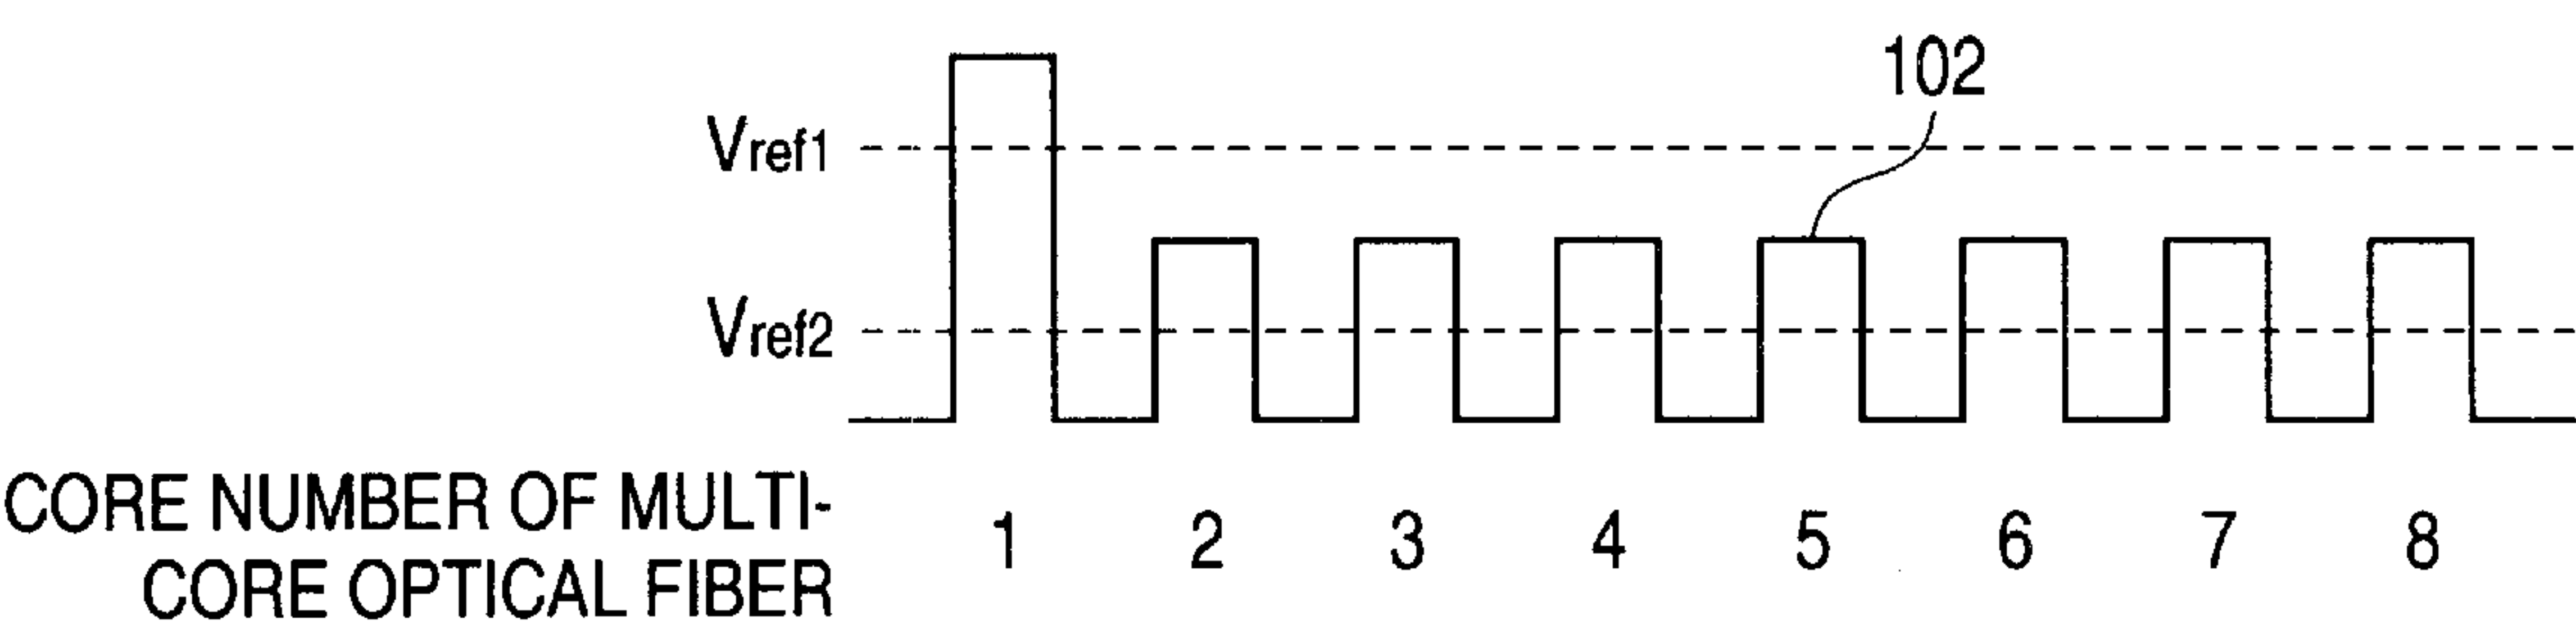 102
Vref1
Vref2
CORE NUMBER OF MULTI-
CORE OPTICAL FIBER
1 2 3 4 5 6 7 8